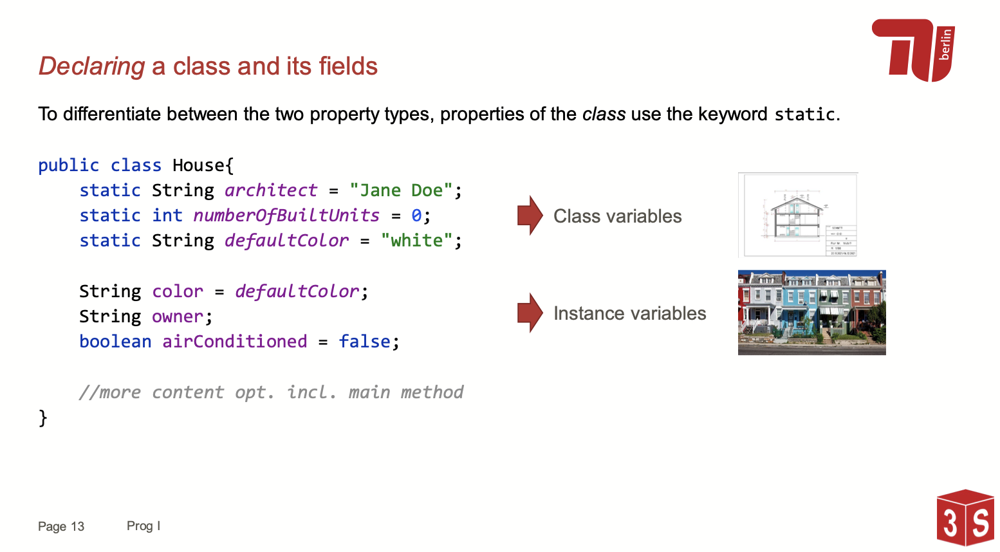 berlin
Declaring a class and its fields
To differentiate between the two property types, properties of the class use the keyword static.
public class House{
static String architect = "Jane Doe";
static int numberOfBuiltUnits = 0;
static String defaultColor = "white";
Class variables
String color = defaultColor;
String owner;
boolean airConditioned = false;
Instance variables
//more content opt. incl. main method
}
Page 13
Prog I
3S